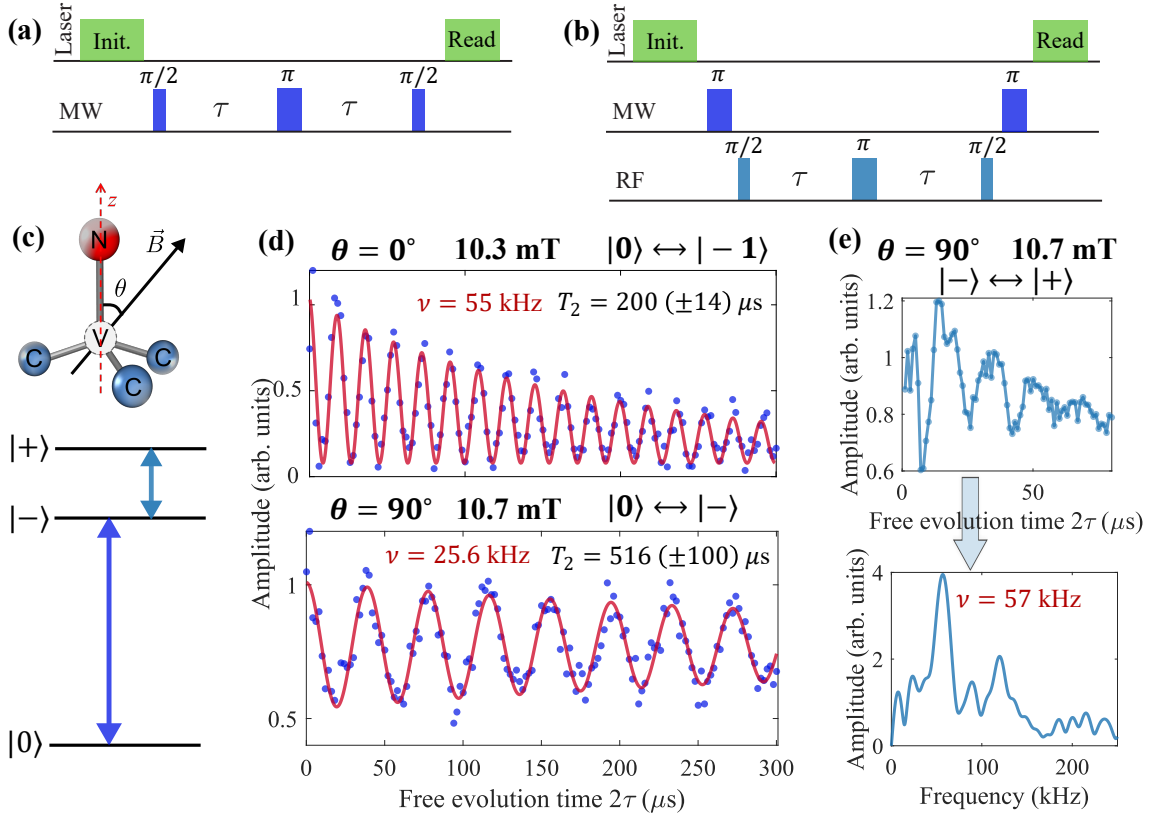 (a)
Laser
Init.
Read
π/2
π
π/2
MW
τ
τ
(b)
Laser
Init.
Read
π
π
MW
π/2
π
π/2
RF
τ
τ
(c)
z
N
B⃗
θ
V
C
C
C
|+⟩
|−⟩
|0⟩
(d)
θ = 0° 10.3 mT |0⟩ ↔ |−1⟩
ν = 55 kHz T₂ = 200 (±14) μs
1
0.5
0
0 100 200 300
θ = 90° 10.7 mT |0⟩ ↔ |−⟩
ν = 25.6 kHz T₂ = 516 (±100) μs
1
0.5
0 50 100 150 200 250 300
Amplitude (arb. units)
Free evolution time 2τ (μs)
(e)
θ = 90° 10.7 mT
|−⟩ ↔ |+⟩
1.2
1
0.8
0.6
0 50
Amplitude (arb. units)
Free evolution time 2τ (μs)
ν = 57 kHz
4
2
0
0 100 200
Amplitude (arb. units)
Frequency (kHz)